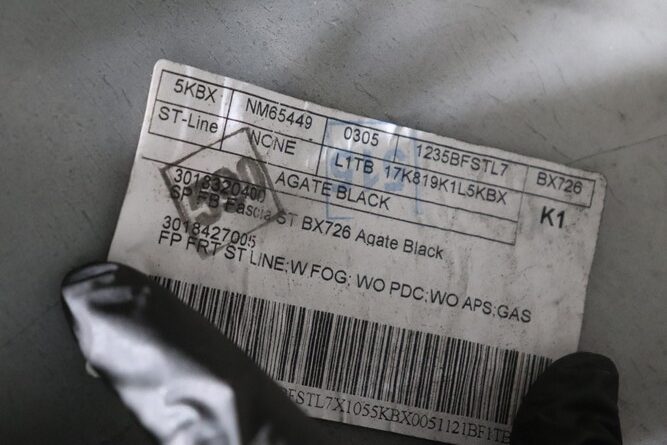 5KBX NM65449 0305 1235BFSTL7 BX726
ST-Line NONE L1TB 17K819K1L5KBX K1
AGATE BLACK
3018320400
SP FB Fascia ST BX726 Agate Black
3018427005
FP FRT ST LINE;W FOG; WO PDC;WO APS;GAS
FSTL7X1055KBX0051121BF1TB